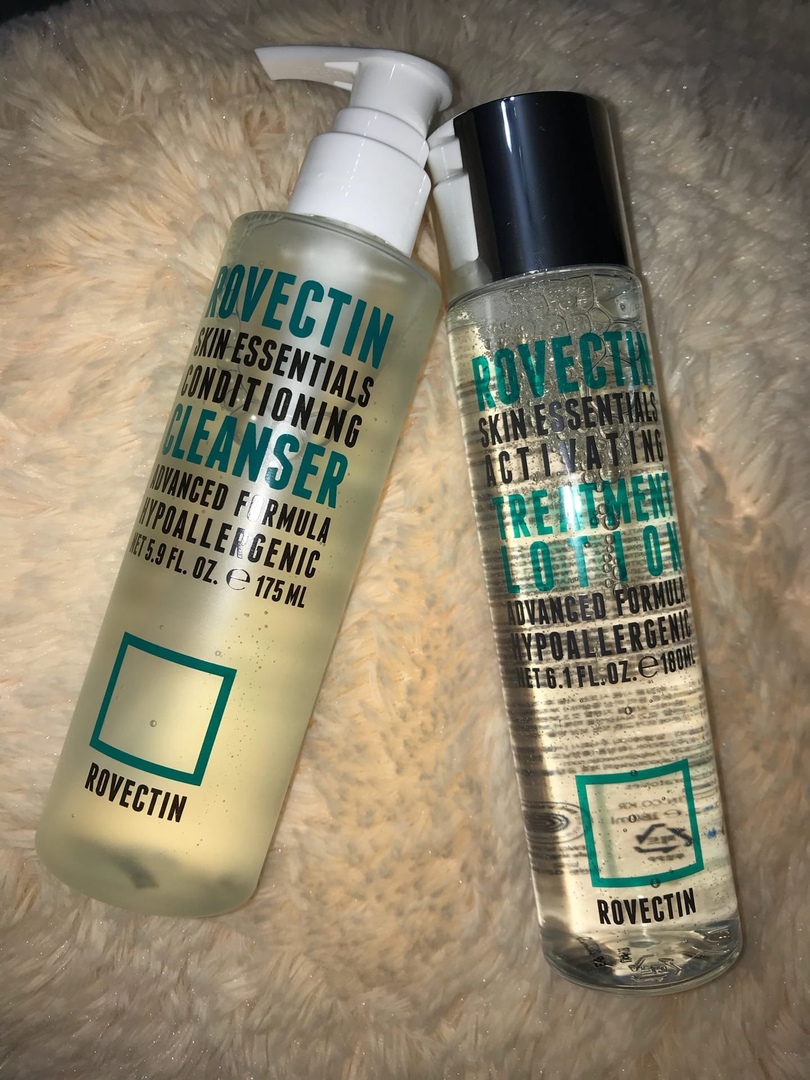 ROVECTIN
SKIN ESSENTIALS
CONDITIONING
CLEANSER
ADVANCED FORMULA
HYPOALLERGENIC
NET 5.9 FL. OZ. ℮ 175 ML
ROVECTIN
ROVECTIN
SKIN ESSENTIALS
ACTIVATING
TREATMENT
LOTION
ADVANCED FORMULA
HYPOALLERGENIC
NET 6.1 FL. OZ. ℮ 180ML
ROVECTIN